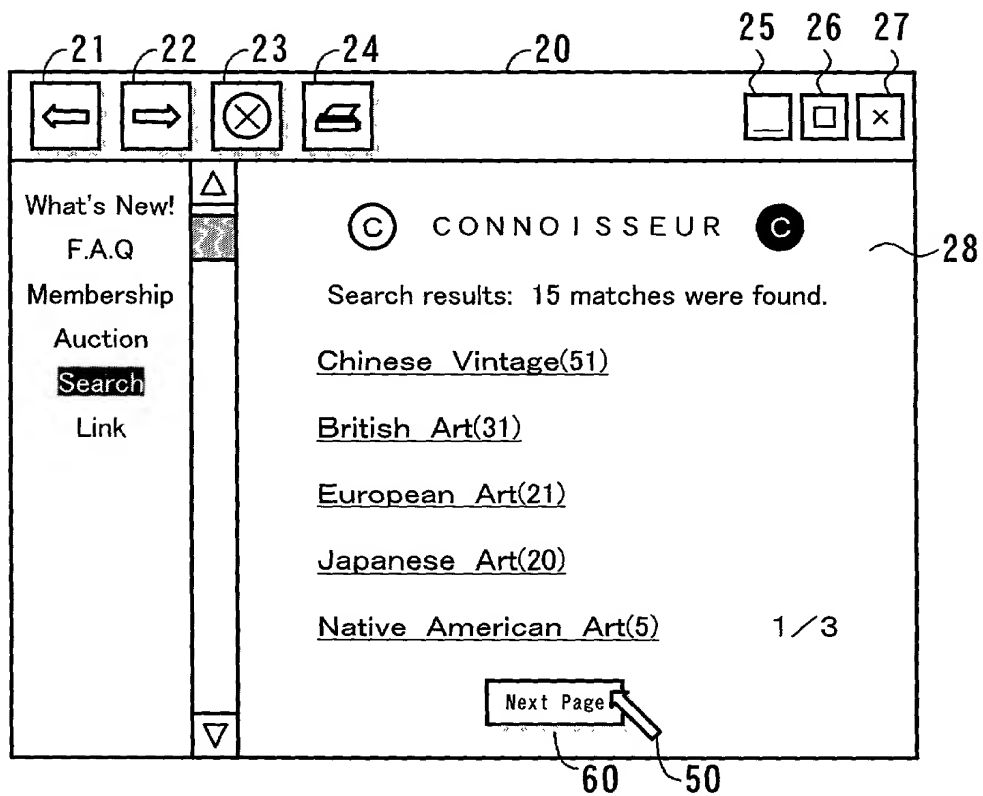 21 22 23 24 20 25 26 27
×
What's New!
F.A.Q
Membership
Auction
Search
Link
C CONNOISSEUR C
28
Search results: 15 matches were found.
Chinese Vintage(51)
British Art(31)
European Art(21)
Japanese Art(20)
Native American Art(5) 1/3
Next Page
60 50